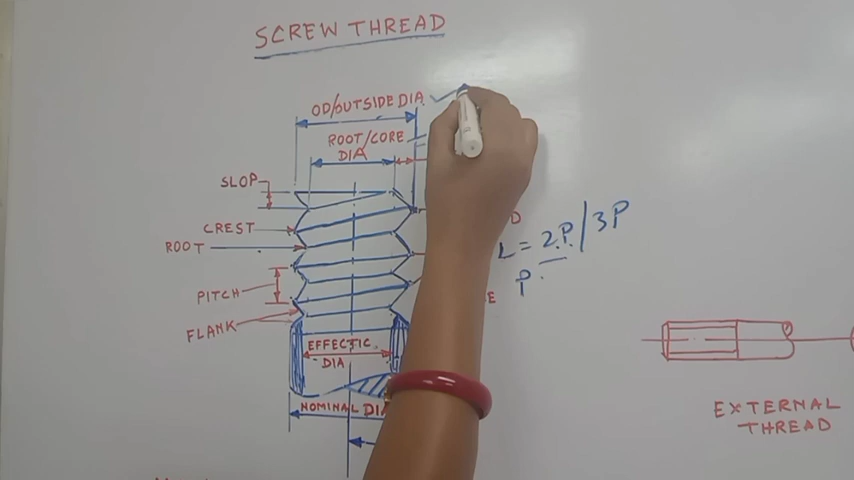 SCREW THREAD
OD/OUTSIDE DIA
ROOT/CORE
DIA
SLOP
CREST
ROOT
PITCH
FLANK
EFFECTIC
DIA
NOMINAL DIA
L = 2P/3P
P
EXTERNAL
THREAD